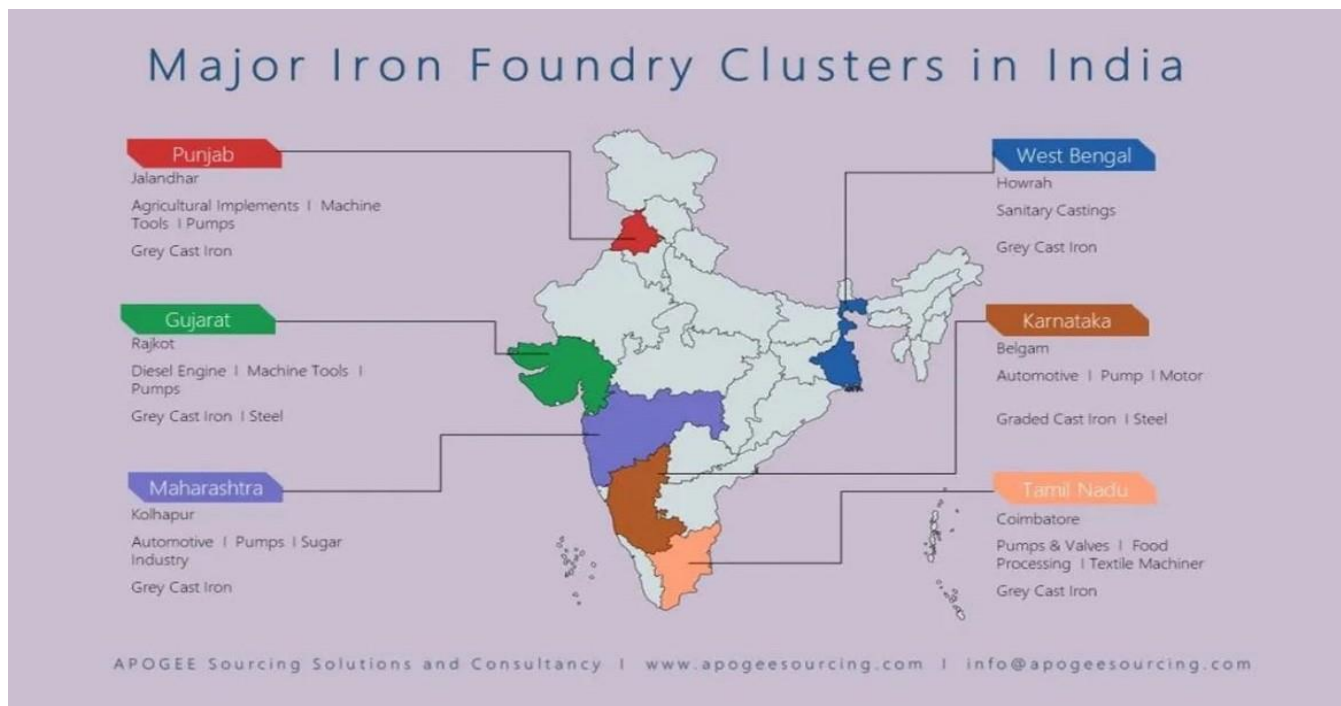 Major Iron Foundry Clusters in India
Punjab
Jalandhar
Agricultural Implements I Machine
Tools I Pumps
Grey Cast Iron
Gujarat
Rajkot
Diesel Engine I Machine Tools I
Pumps
Grey Cast Iron I Steel
Maharashtra
Kolhapur
Automotive I Pumps I Sugar
Industry
Grey Cast Iron
West Bengal
Howrah
Sanitary Castings
Grey Cast Iron
Karnataka
Belgam
Automotive I Pump I Motor
Graded Cast Iron I Steel
Tamil Nadu
Coimbatore
Pumps & Valves I Food
Processing I Textile Machiner
Grey Cast Iron
APOGEE Sourcing Solutions and Consultancy I www.apogeesourcing.com I info@apogeesourcing.com